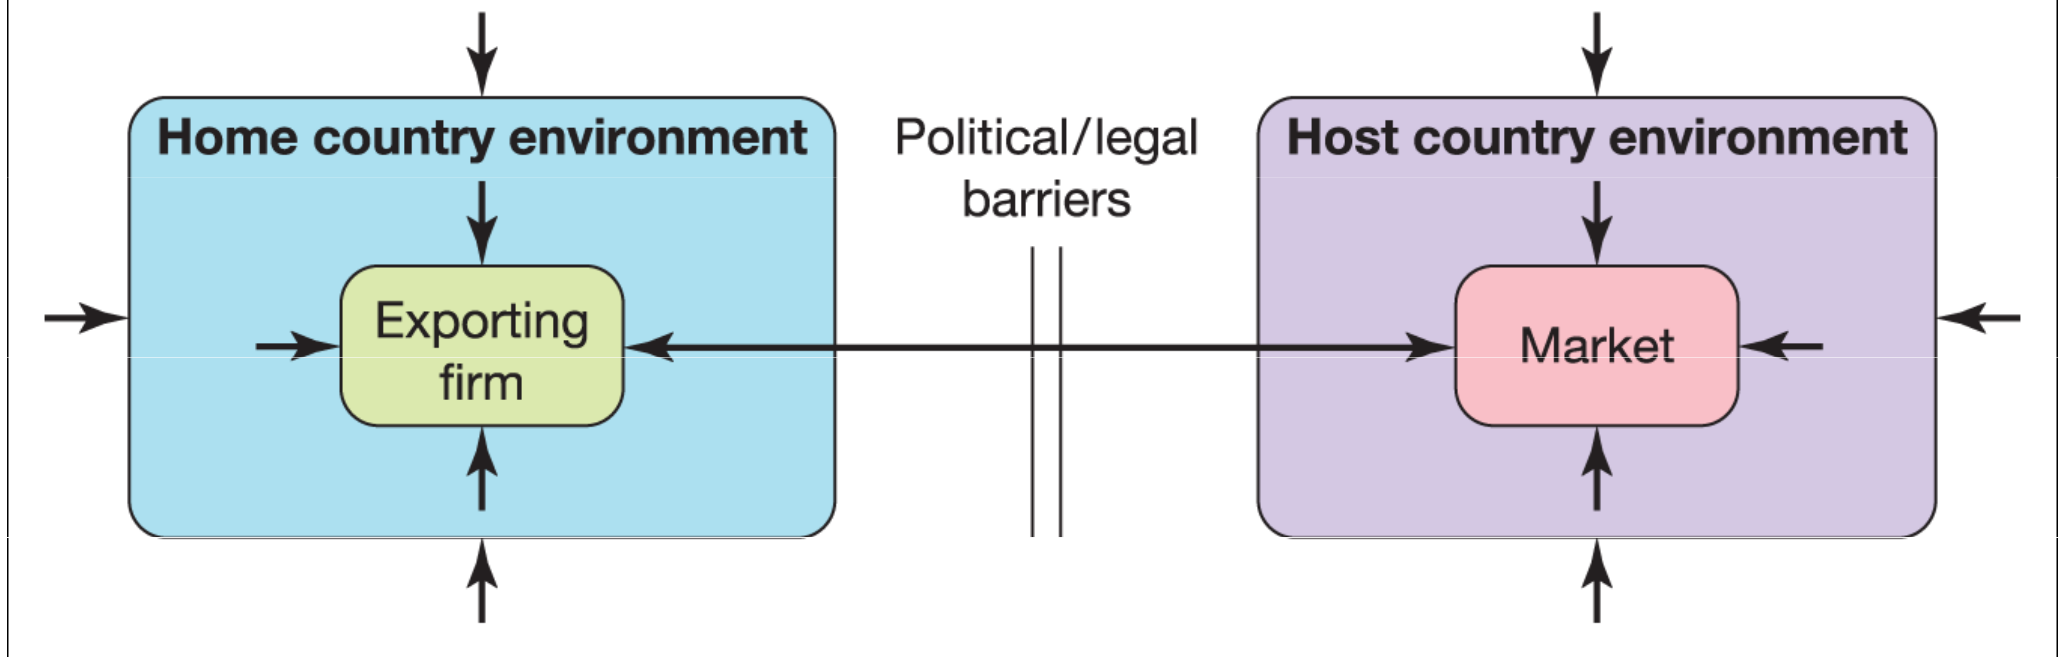 Home country environment
Political/legal
barriers
Host country environment
Exporting
firm
Market